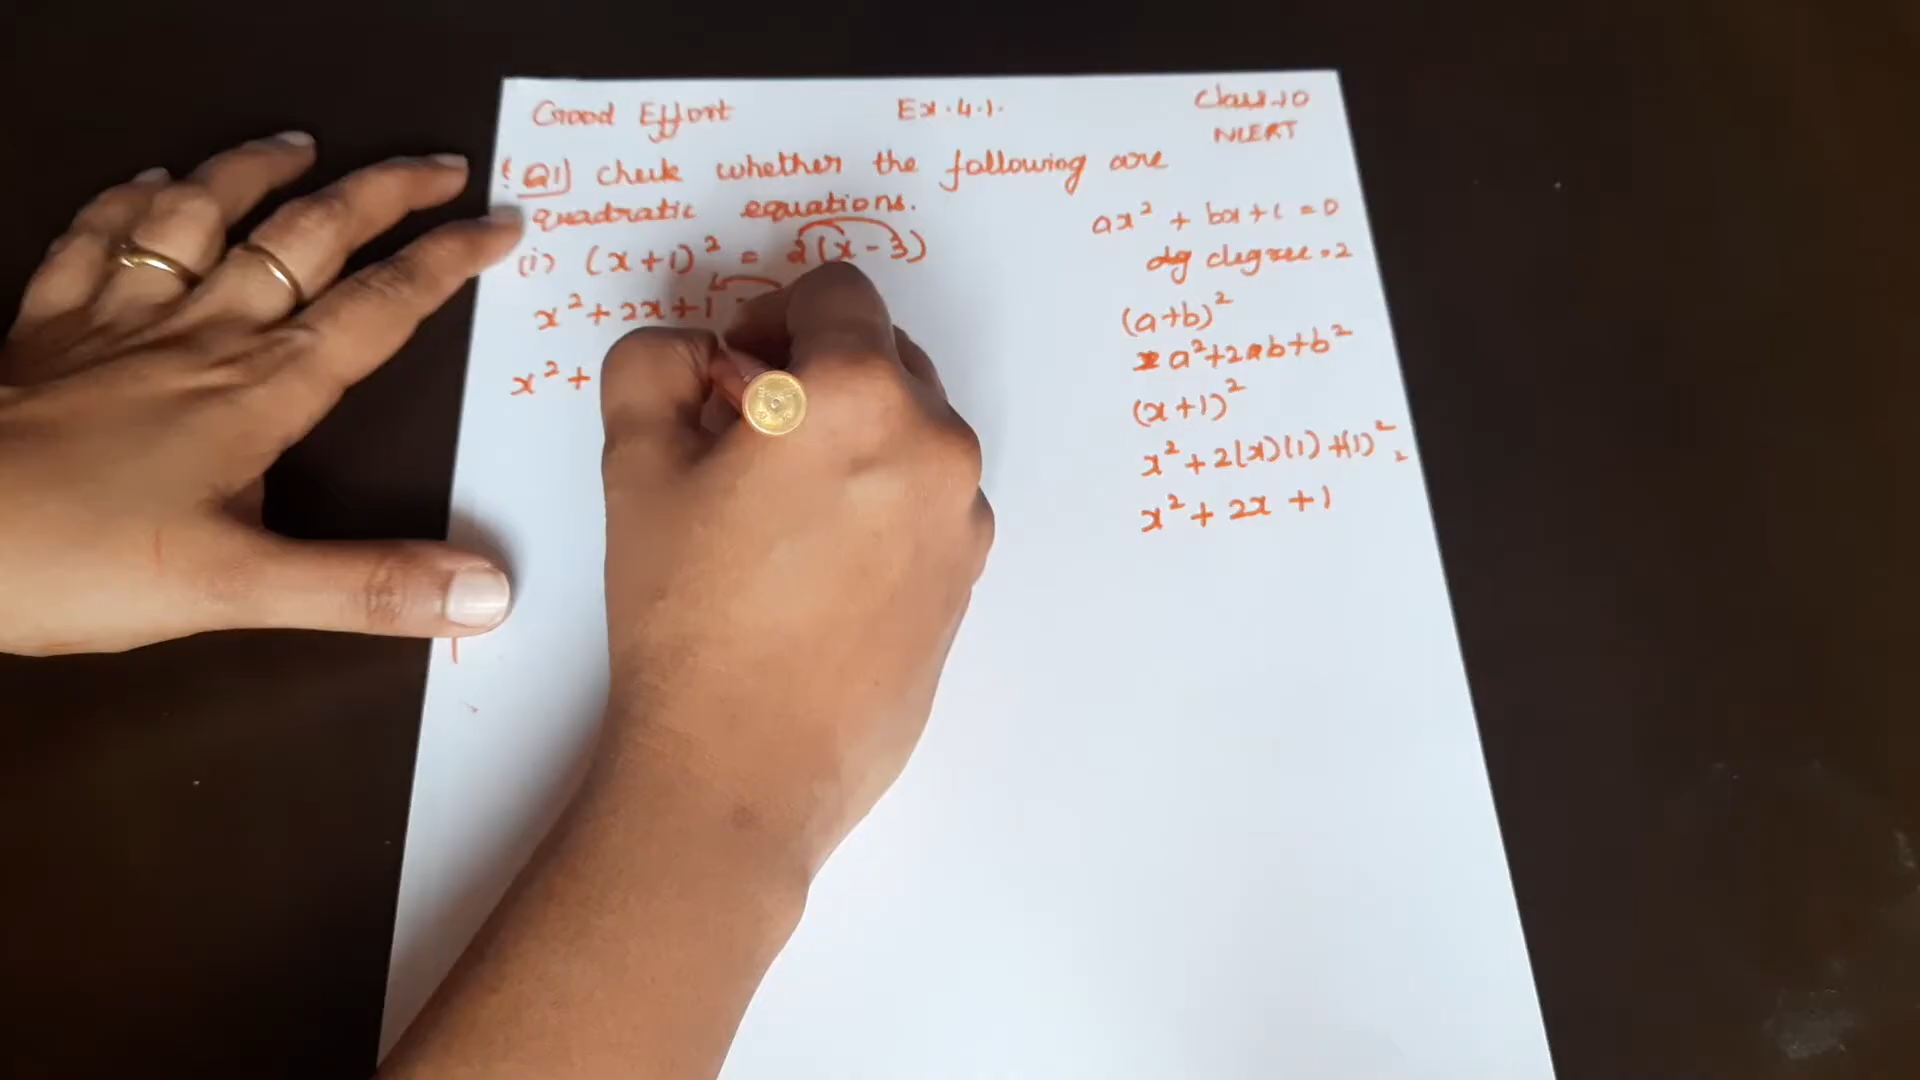 Good Effort Ex.4.1. Class-10
NCERT
Q1) check whether the following are
quadratic equations.
(i) (x+1)² = 2(x-3)
x²+2x+1
x²+
ax² + bx+c=0
degree=2
(a+b)²
a²+2ab+b²
(x+1)²
x²+2(x)(1)+(1)²
x²+2x+1